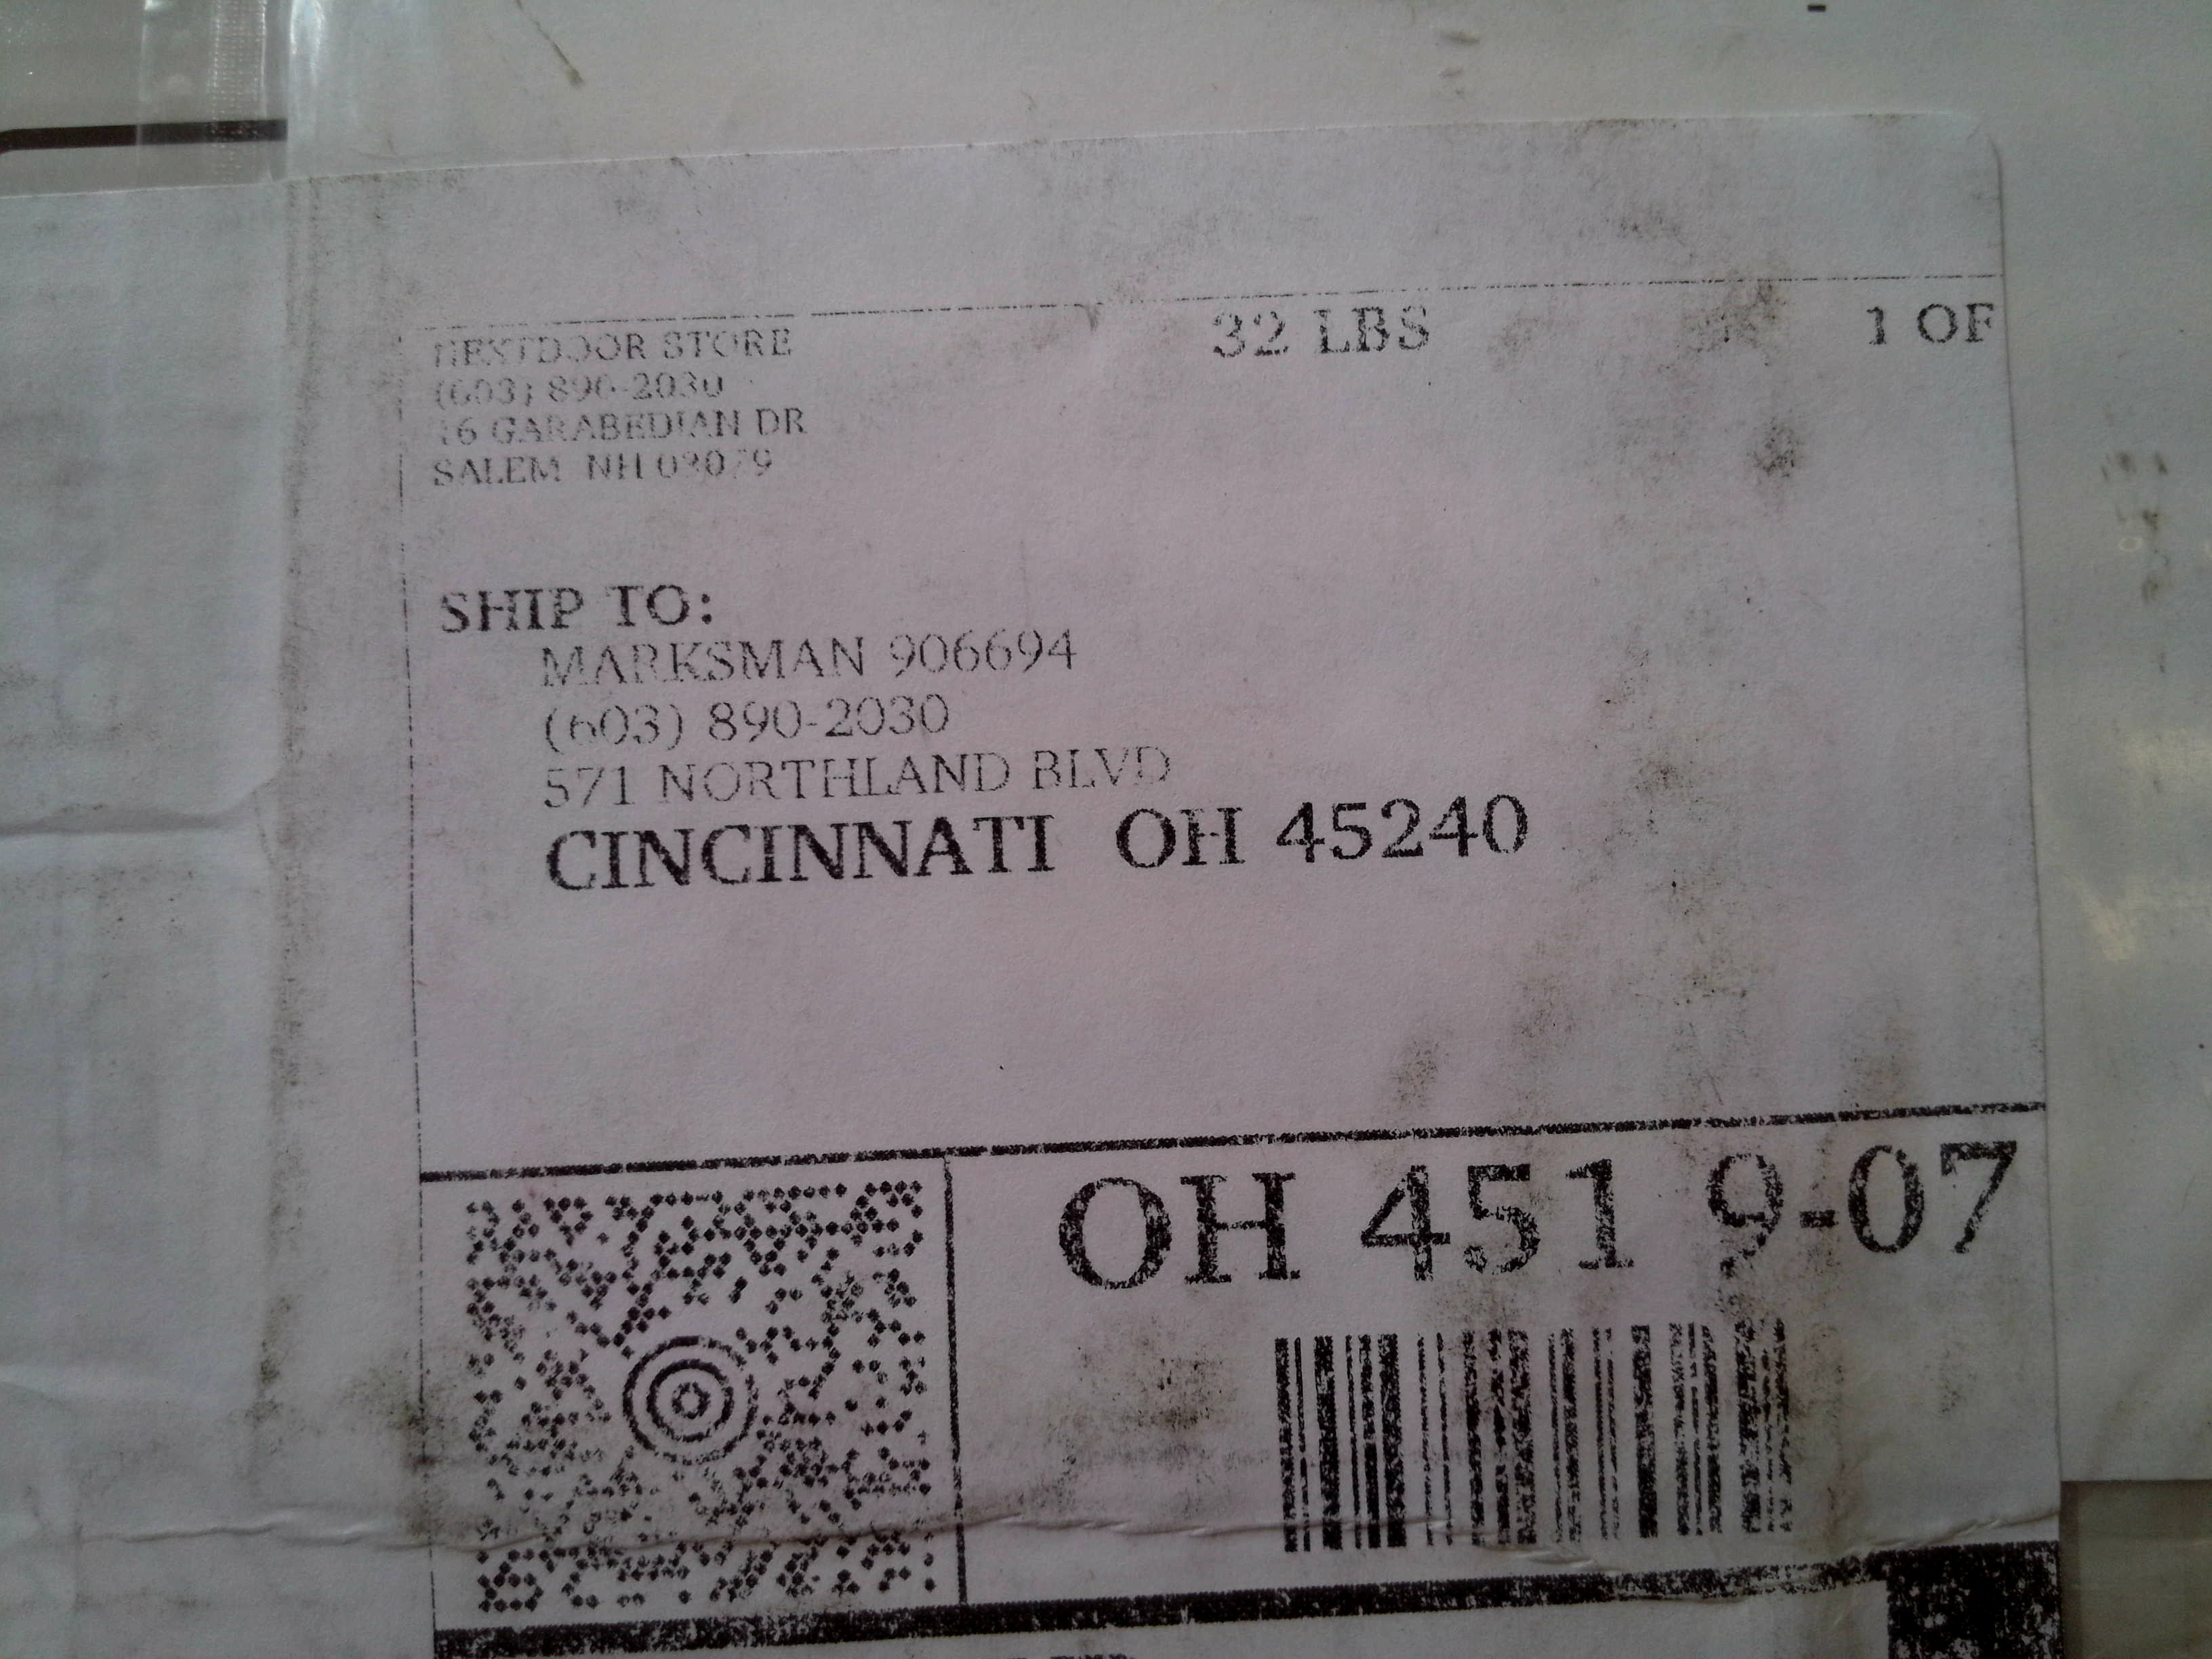 NEXTDOOR STORE 32 LBS 1 OF
(603) 890-2030
16 GARABEDIAN DR
SALEM NH 03079
SHIP TO:
MARKSMAN 906694
(603) 890-2030
571 NORTHLAND BLVD
CINCINNATI OH 45240
OH 451 9-07